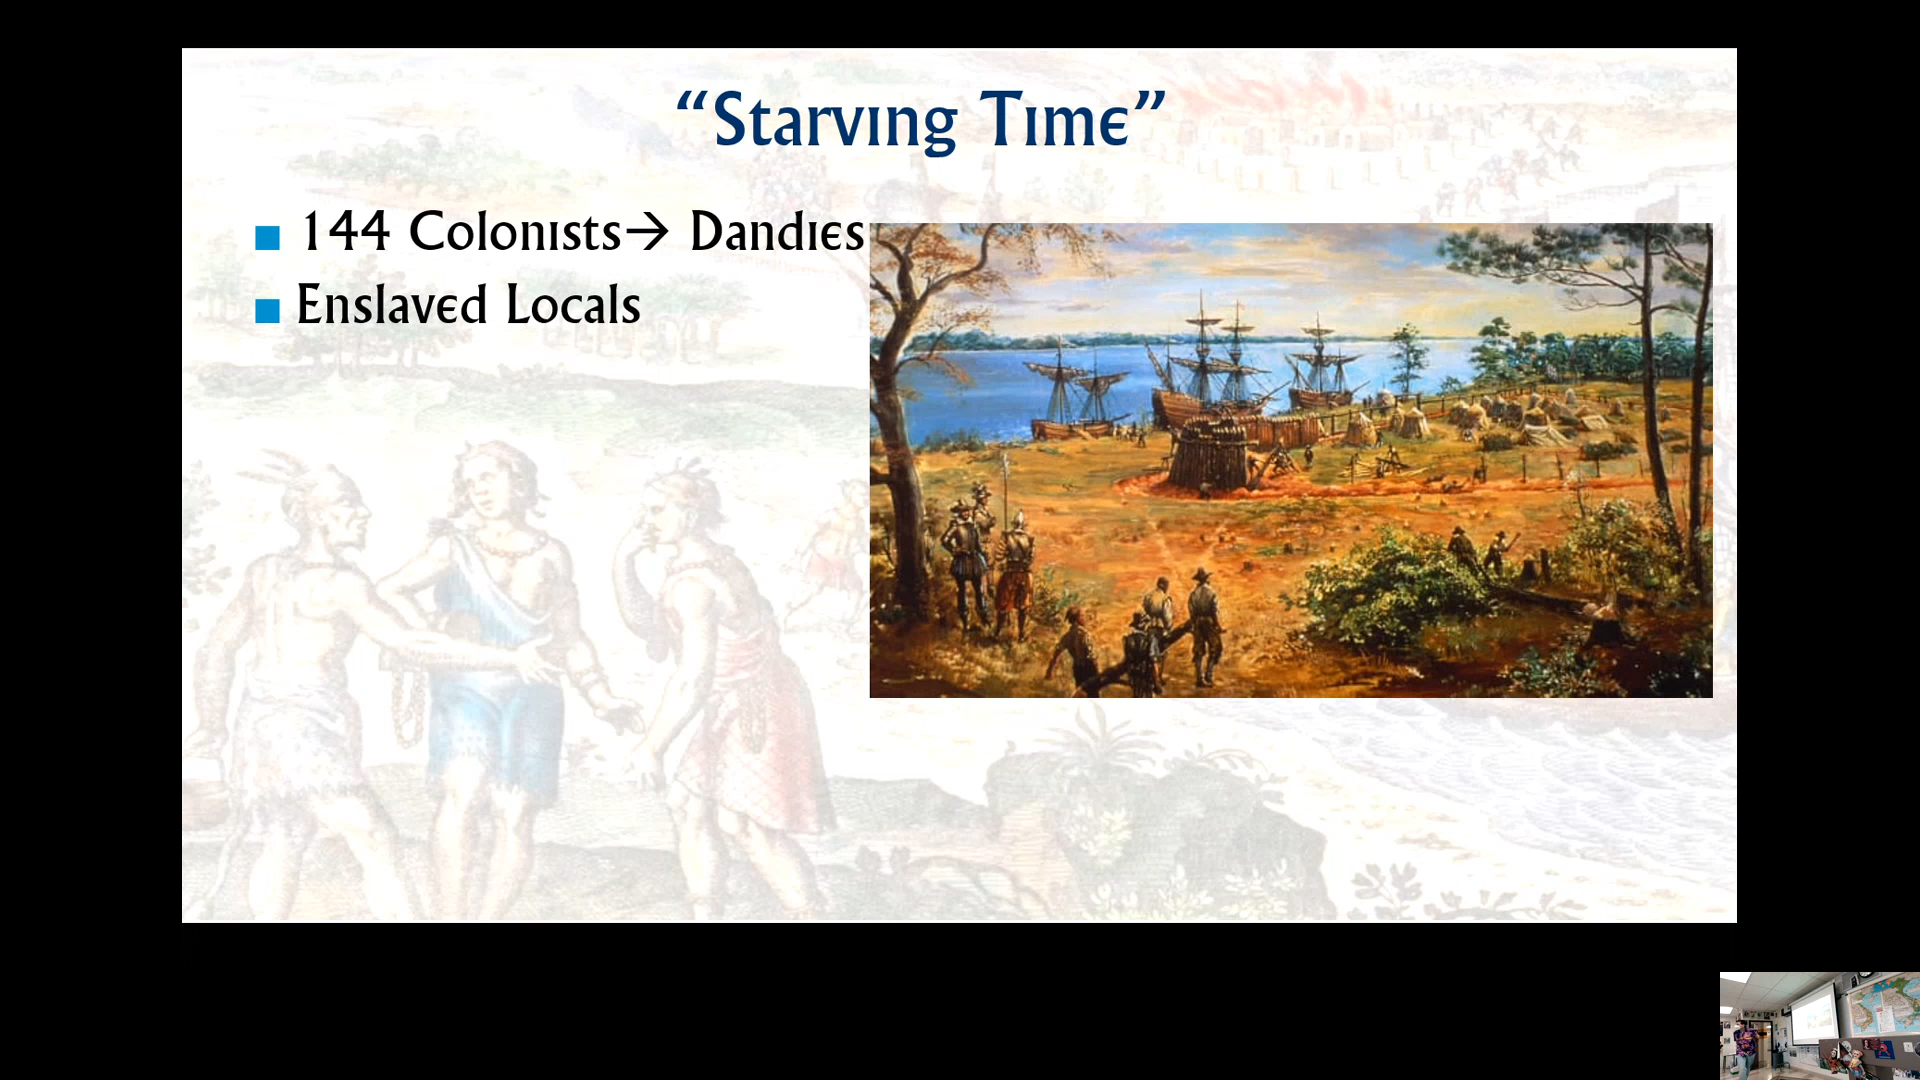 “Starving Time”
144 Colonists→ Dandies
Enslaved Locals